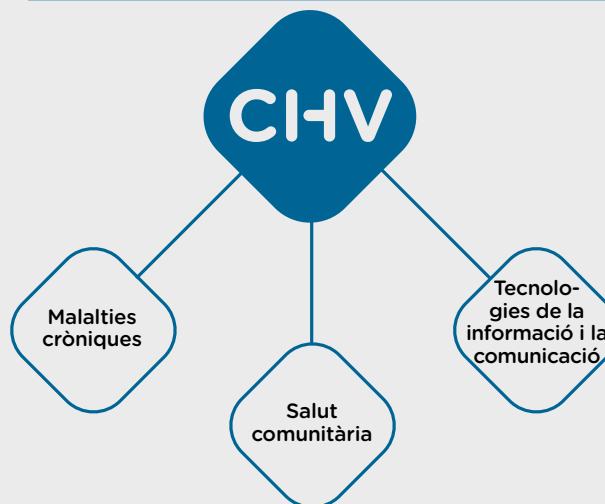 CHV
Malalties
cròniques
Salut
comunitària
Tecnolo-
gies de la
informació i la
comunicació